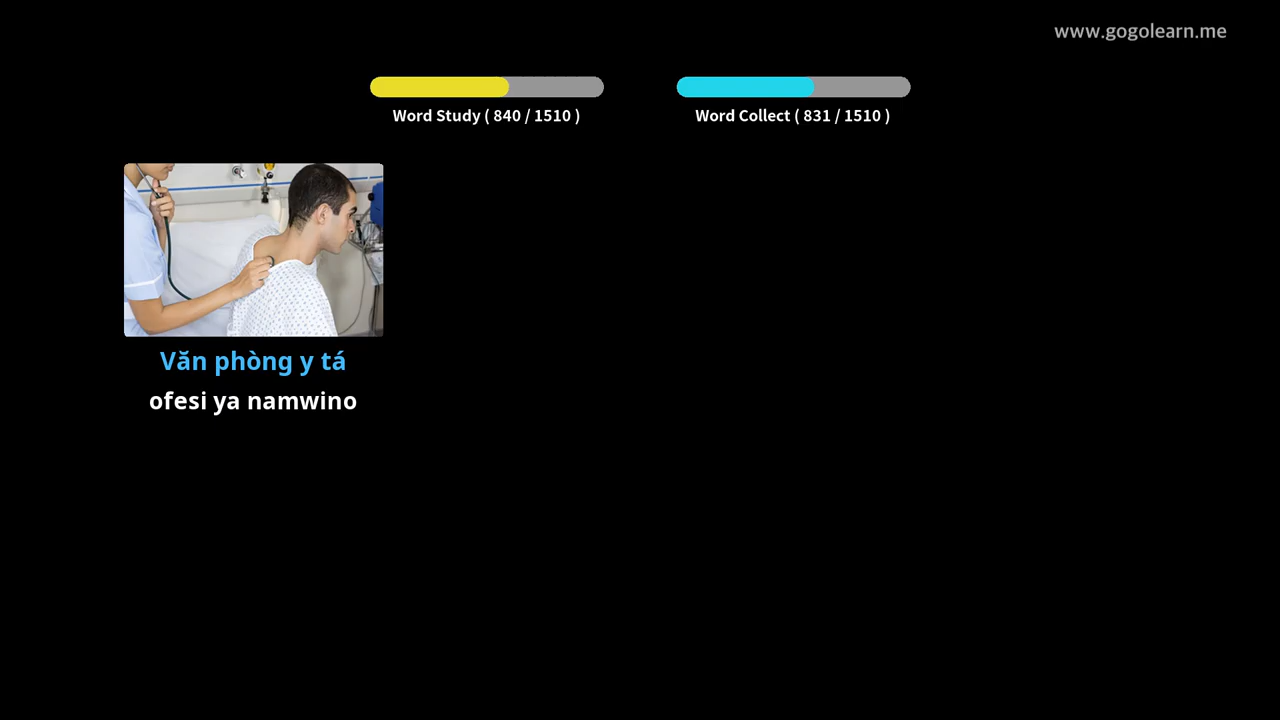 www.gogolearn.me
Word Study ( 840 / 1510 )
Word Collect ( 831 / 1510 )
Văn phòng y tá
ofesi ya namwino